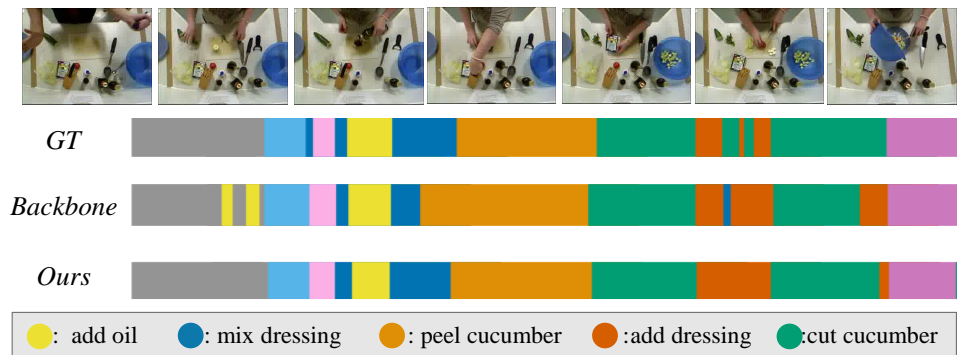 GT
Backbone
Ours
: add oil : mix dressing : peel cucumber :add dressing :cut cucumber